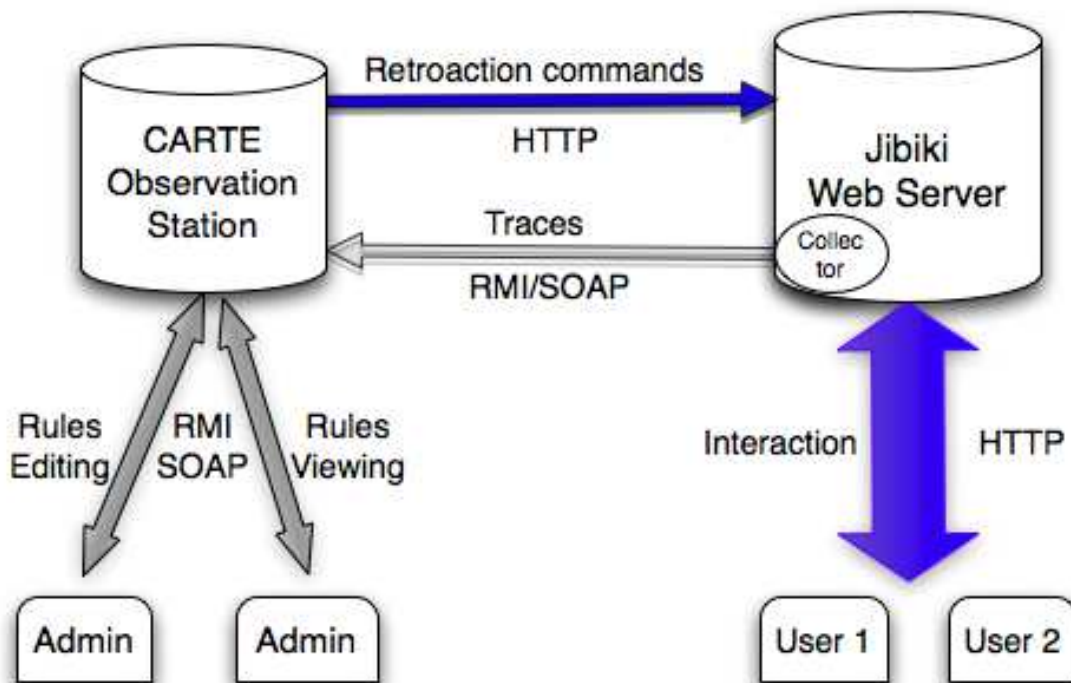 Retroaction commands
HTTP
CARTE
Observation
Station
Jibiki
Web Server
Collec
tor
Traces
RMI/SOAP
Rules
Editing
RMI
SOAP
Rules
Viewing
Interaction
HTTP
Admin
Admin
User 1
User 2